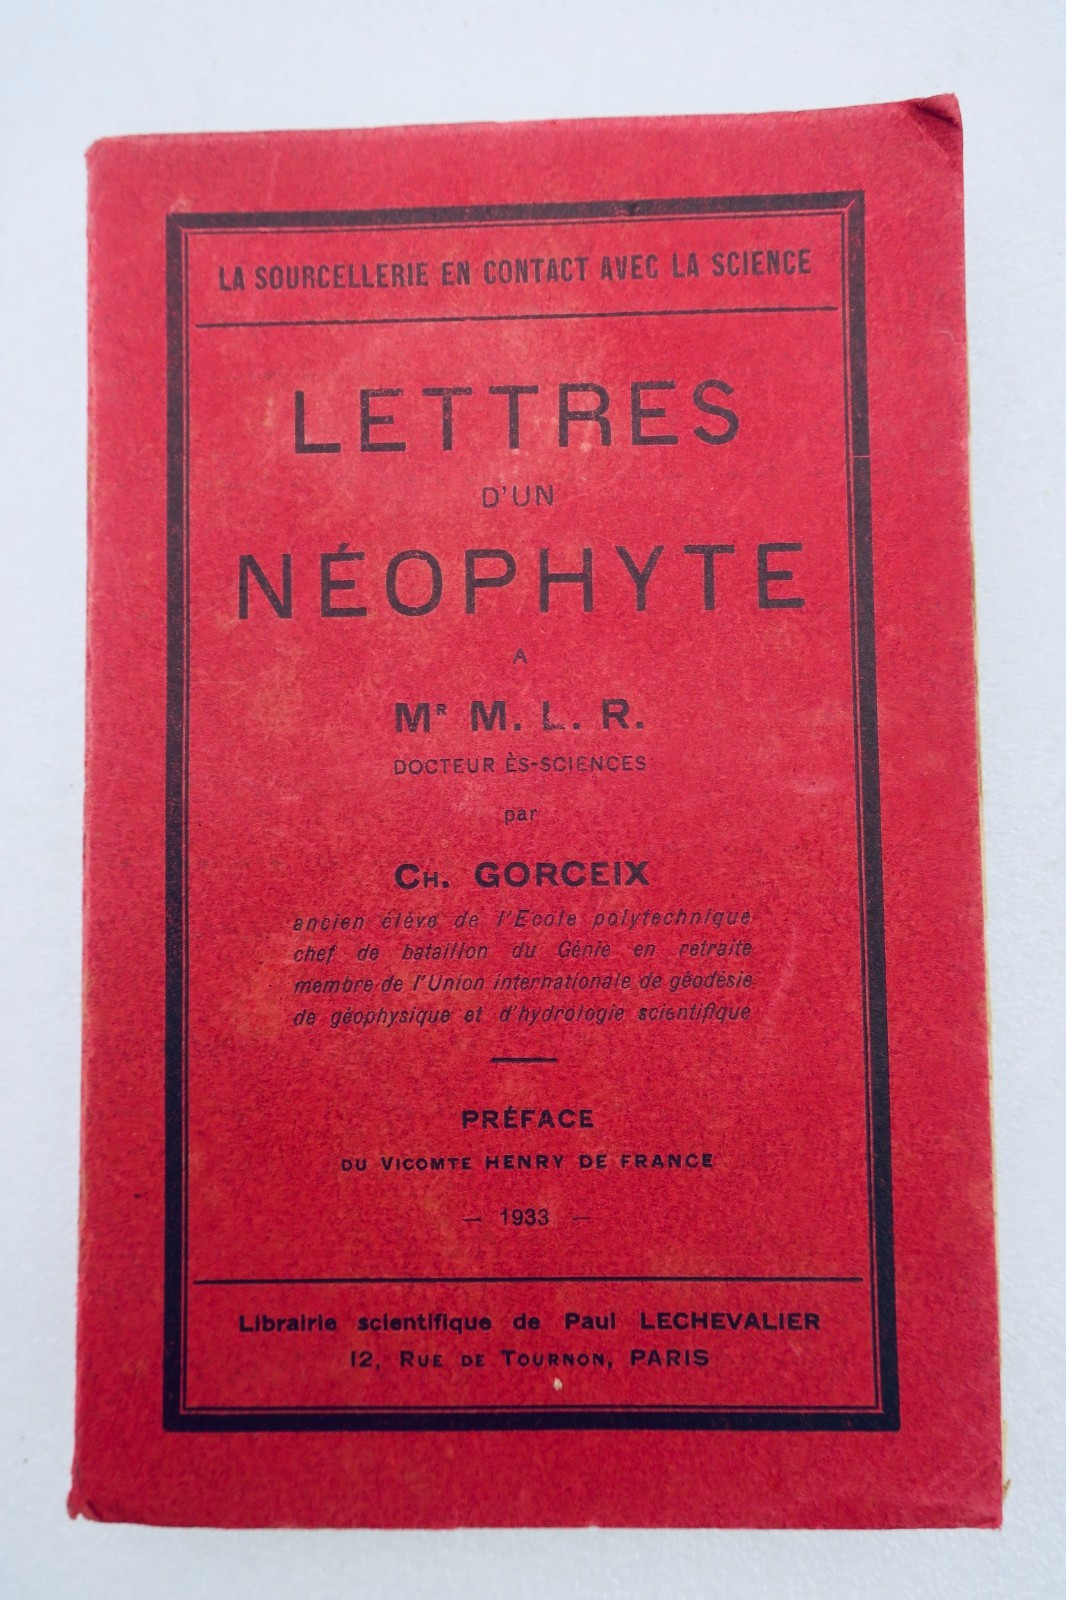 LA SOURCELLERIE EN CONTACT AVEC LA SCIENCE
LETTRES
D'UN
NÉOPHYTE
A
MR M. L. R.
DOCTEUR ÈS-SCIENCES
par
CH. GORCEIX
ancien élève de l'Ecole polytechnique
chef de bataillon du Génie en retraite
membre de l'Union internationale de géodésie
de géophysique et d'hydrologie scientifique
PRÉFACE
DU VICOMTE HENRY DE FRANCE
— 1933 —
Librairie scientifique de Paul LECHEVALIER
12, RUE DE TOURNON, PARIS